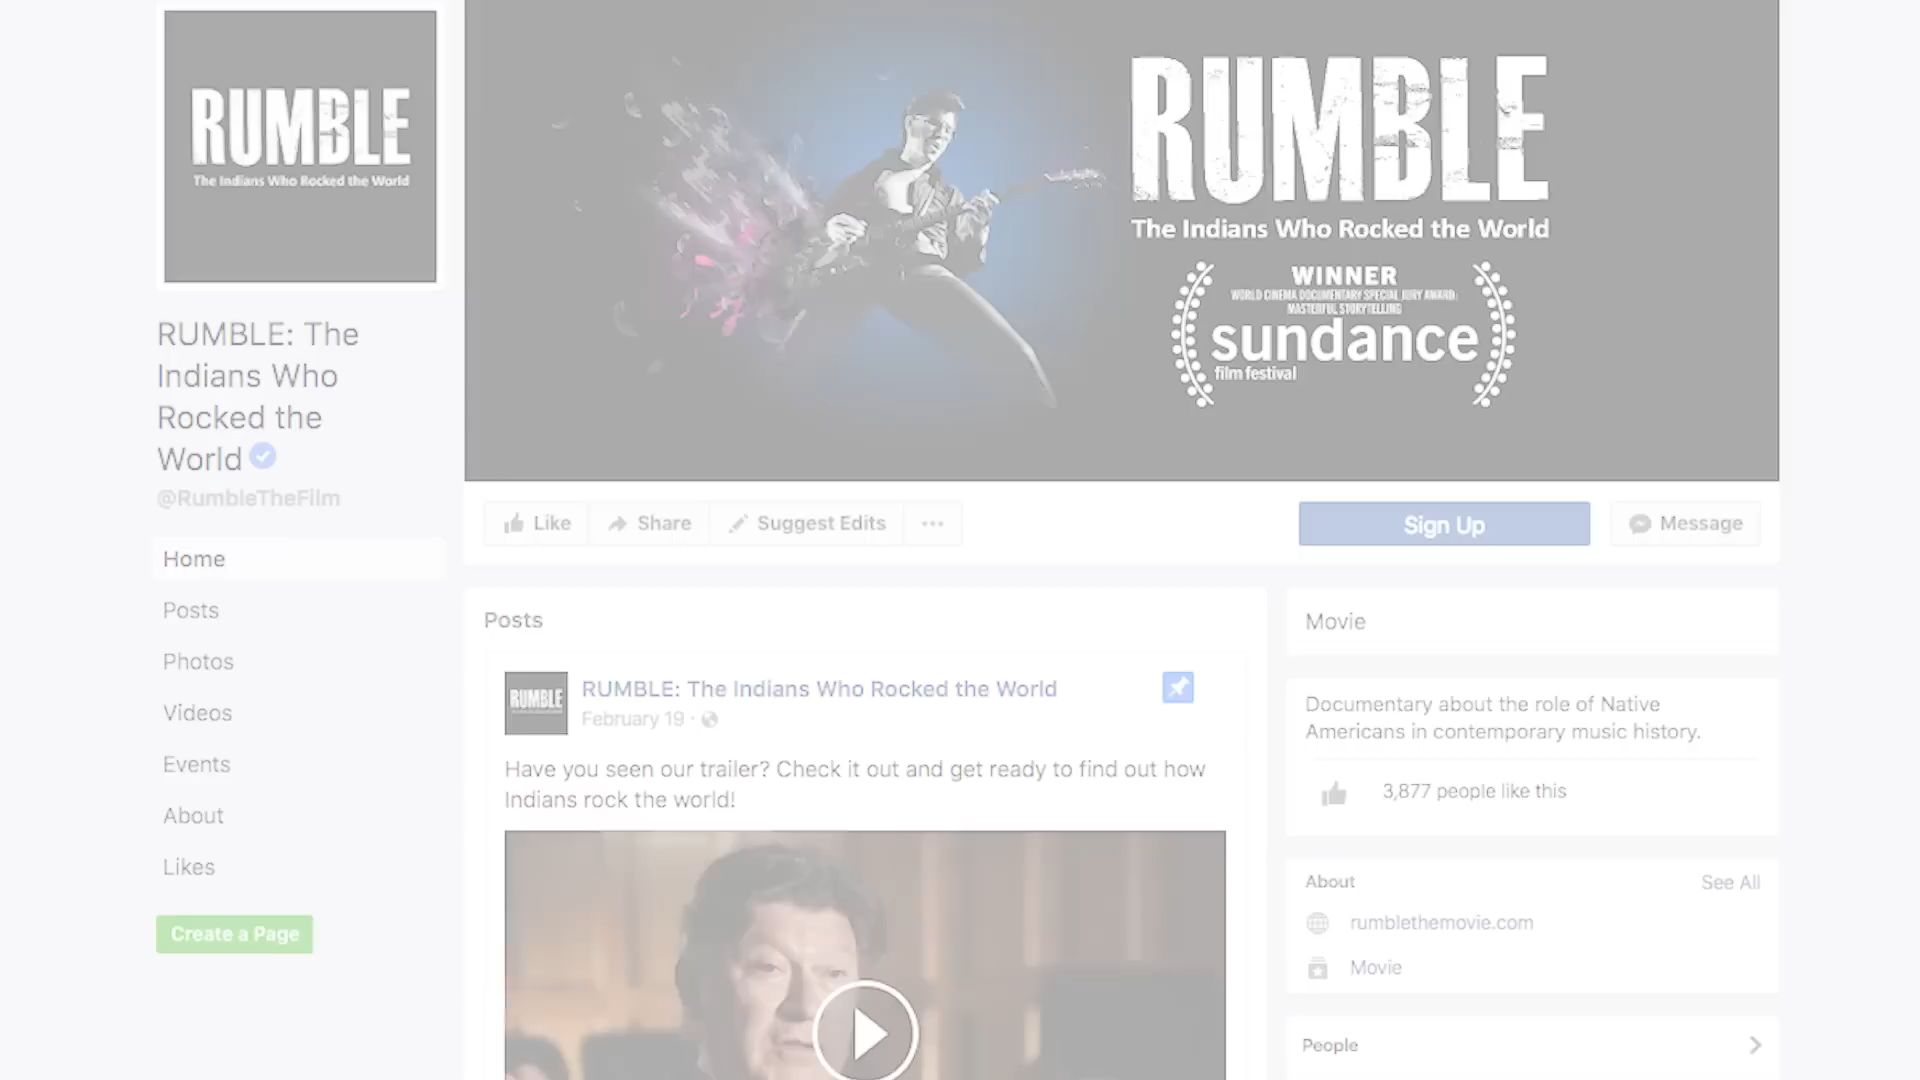 RUMBLE
The Indians Who Rocked the World
RUMBLE: The
Indians Who
Rocked the
World
@RumbleTheFilm
Home
Posts
Photos
Videos
Events
About
Likes
Create a Page
RUMBLE
The Indians Who Rocked the World
WINNER
WORLD CINEMA DOCUMENTARY SPECIAL JURY AWARD:
MASTERFUL STORYTELLING
sundance
film festival
Like
Share
Suggest Edits
Sign Up
Message
Posts
RUMBLE
RUMBLE: The Indians Who Rocked the World
February 19 ·
Have you seen our trailer? Check it out and get ready to find out how
Indians rock the world!
Movie
Documentary about the role of Native
Americans in contemporary music history.
3,877 people like this
About
See All
rumblethemovie.com
Movie
People